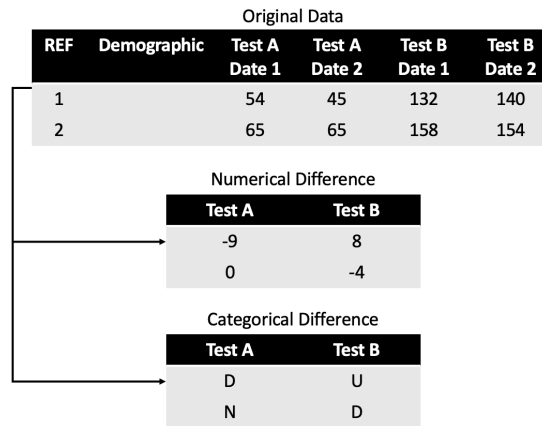 Original Data
REF Demographic Test A Test A Test B Test B
Date 1 Date 2 Date 1 Date 2
1 54 45 132 140
2 65 65 158 154
Numerical Difference
Test A Test B
-9 8
0 -4
Categorical Difference
Test A Test B
D U
N D